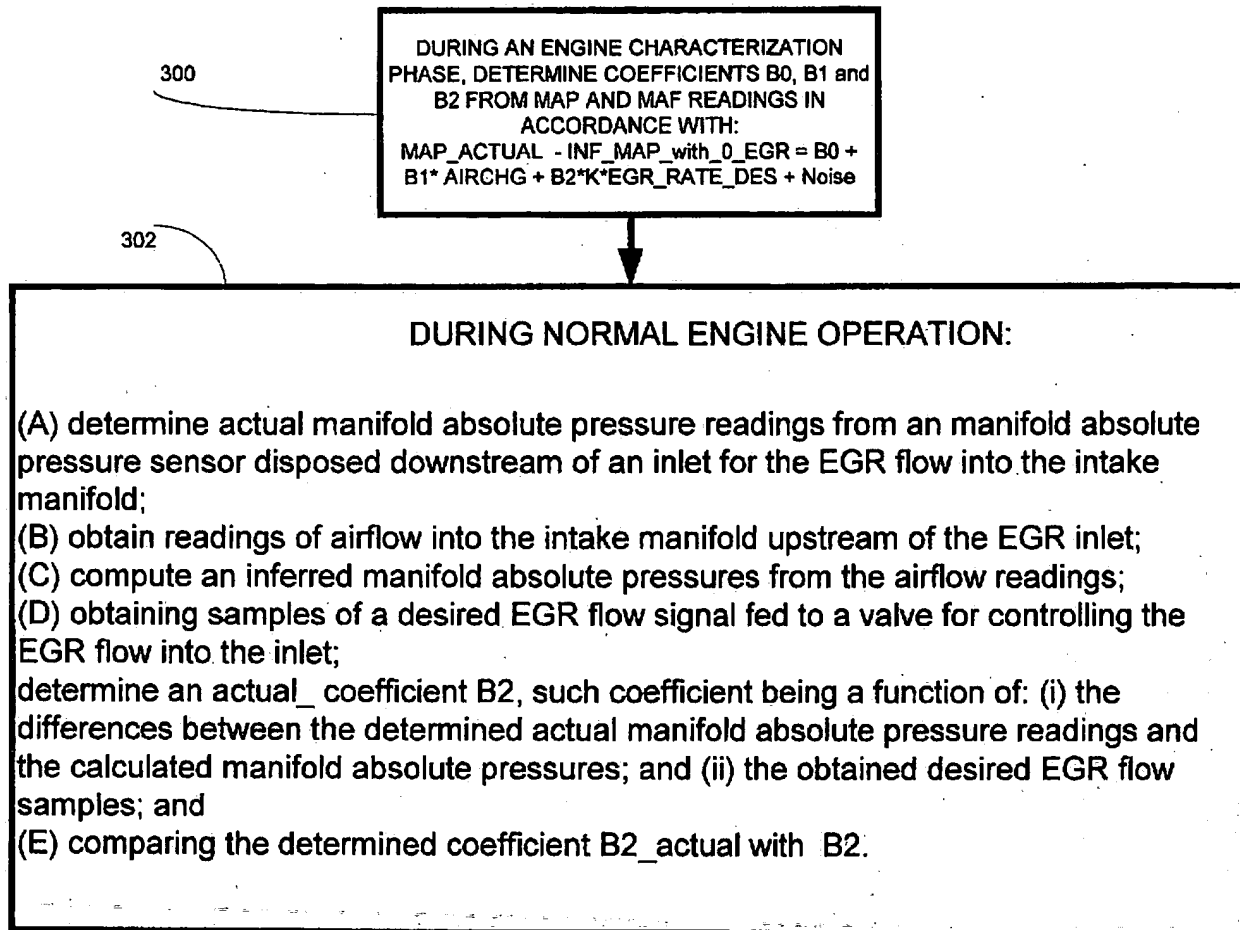 DURING AN ENGINE CHARACTERIZATION
PHASE, DETERMINE COEFFICIENTS B0, B1 and
B2 FROM MAP AND MAF READINGS IN
ACCORDANCE WITH:
MAP_ACTUAL - INF_MAP_with_0_EGR = B0 +
B1* AIRCHG + B2*K*EGR_RATE_DES + Noise
300
302
DURING NORMAL ENGINE OPERATION:
(A) determine actual manifold absolute pressure readings from an manifold absolute
pressure sensor disposed downstream of an inlet for the EGR flow into the intake
manifold;
(B) obtain readings of airflow into the intake manifold upstream of the EGR inlet;
(C) compute an inferred manifold absolute pressures from the airflow readings;
(D) obtaining samples of a desired EGR flow signal fed to a valve for controlling the
EGR flow into the inlet;
determine an actual_ coefficient B2, such coefficient being a function of: (i) the
differences between the determined actual manifold absolute pressure readings and
the calculated manifold absolute pressures; and (ii) the obtained desired EGR flow
samples; and
(E) comparing the determined coefficient B2_actual with B2.